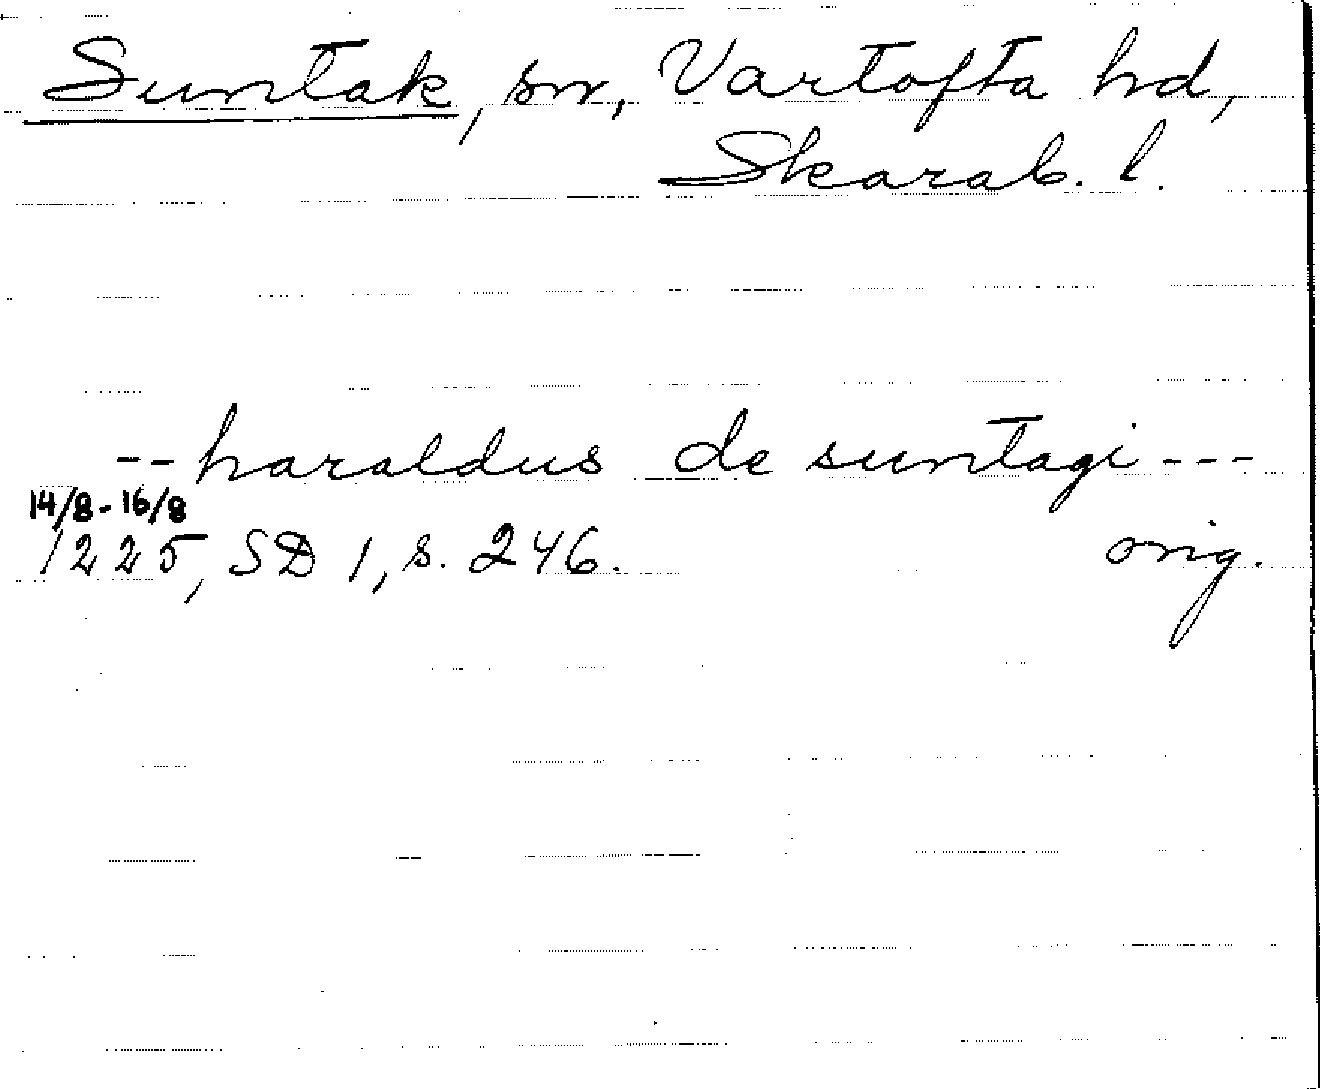 Suntak, sn, Vartofta hd,
Skarab. l.
-- haraldus de suntagi ---
14/8 - 16/8
1225, SD 1, s. 246. orig.